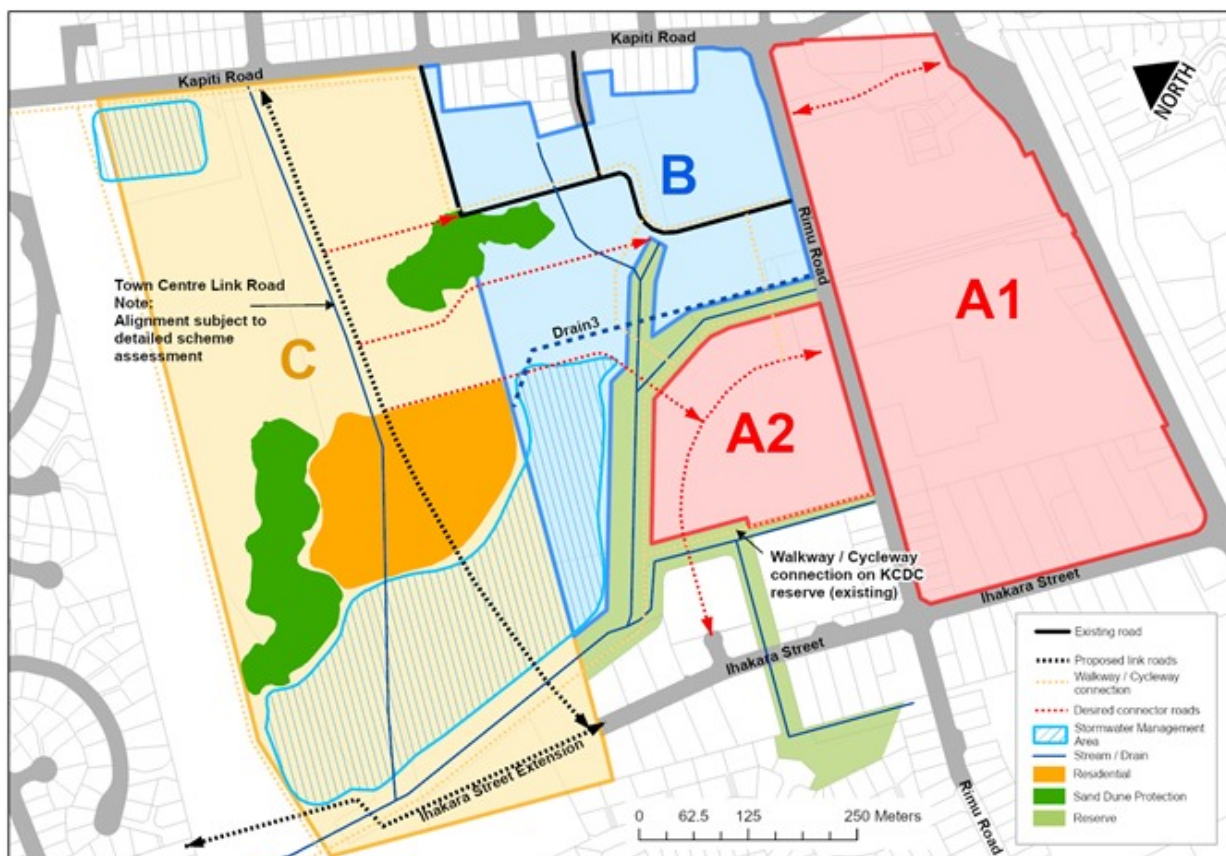 Kapiti Road
Kapiti Road
NORTH
B
Rimu Road
A1
Town Centre Link Road
Note:
Alignment subject to
detailed scheme
assessment
C
Drain3
A2
Walkway / Cycleway
connection on KCDC
reserve (existing)
Ihakara Street
Ihakara Street
Ihakara Street Extension
Rimu Road
0 62.5 125 250 Meters
Existing road
Proposed link roads
Walkway / Cycleway
connection
Desired connector roads
Stormwater Management
Area
Stream / Drain
Residential
Sand Dune Protection
Reserve